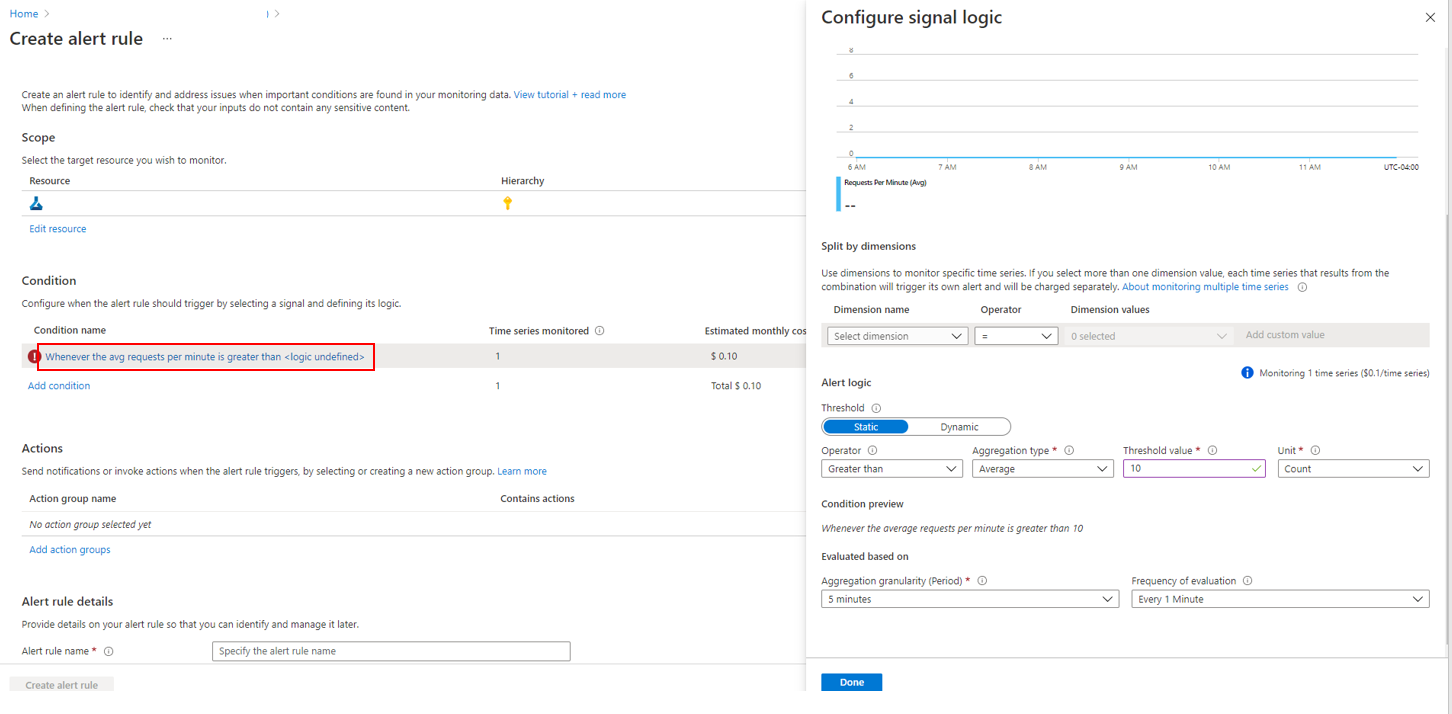 Home
Create alert rule
...
Create an alert rule to identify and address issues when important conditions are found in your monitoring data. View tutorial + read more
When defining the alert rule, check that your inputs do not contain any sensitive content.
Scope
Select the target resource you wish to monitor.
Resource Hierarchy
Edit resource
Condition
Configure when the alert rule should trigger by selecting a signal and defining its logic.
Condition name Time series monitored Estimated monthly cos
Whenever the avg requests per minute is greater than <logic undefined> 1 $ 0.10
Add condition 1 Total $ 0.10
Actions
Send notifications or invoke actions when the alert rule triggers, by selecting or creating a new action group. Learn more
Action group name Contains actions
No action group selected yet
Add action groups
Alert rule details
Provide details on your alert rule so that you can identify and manage it later.
Alert rule name * Specify the alert rule name
Create alert rule
Configure signal logic
8
6
4
2
0
6 AM 7 AM 8 AM 9 AM 10 AM 11 AM UTC-04:00
Requests Per Minute (Avg)
--
Split by dimensions
Use dimensions to monitor specific time series. If you select more than one dimension value, each time series that results from the
combination will trigger its own alert and will be charged separately. About monitoring multiple time series
Dimension name Operator Dimension values
Select dimension = 0 selected Add custom value
Monitoring 1 time series ($0.1/time series)
Alert logic
Threshold
Static Dynamic
Operator Aggregation type * Threshold value * Unit *
Greater than Average 10 Count
Condition preview
Whenever the average requests per minute is greater than 10
Evaluated based on
Aggregation granularity (Period) * Frequency of evaluation
5 minutes Every 1 Minute
Done